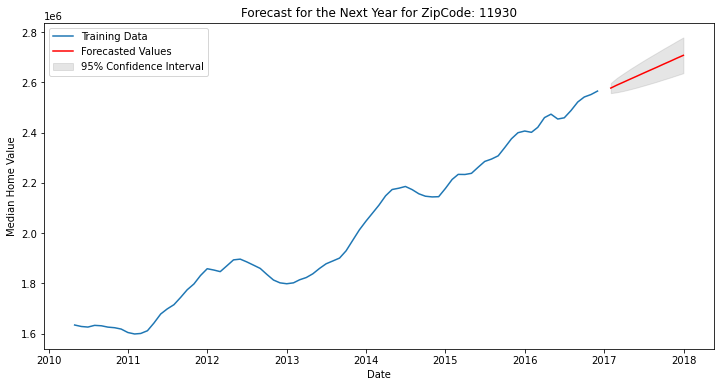 Forecast for the Next Year for ZipCode: 11930
1e6
Training Data
Forecasted Values
95% Confidence Interval
2.8
2.6
2.4
2.2
2.0
1.8
1.6
Median Home Value
2010 2011 2012 2013 2014 2015 2016 2017 2018
Date